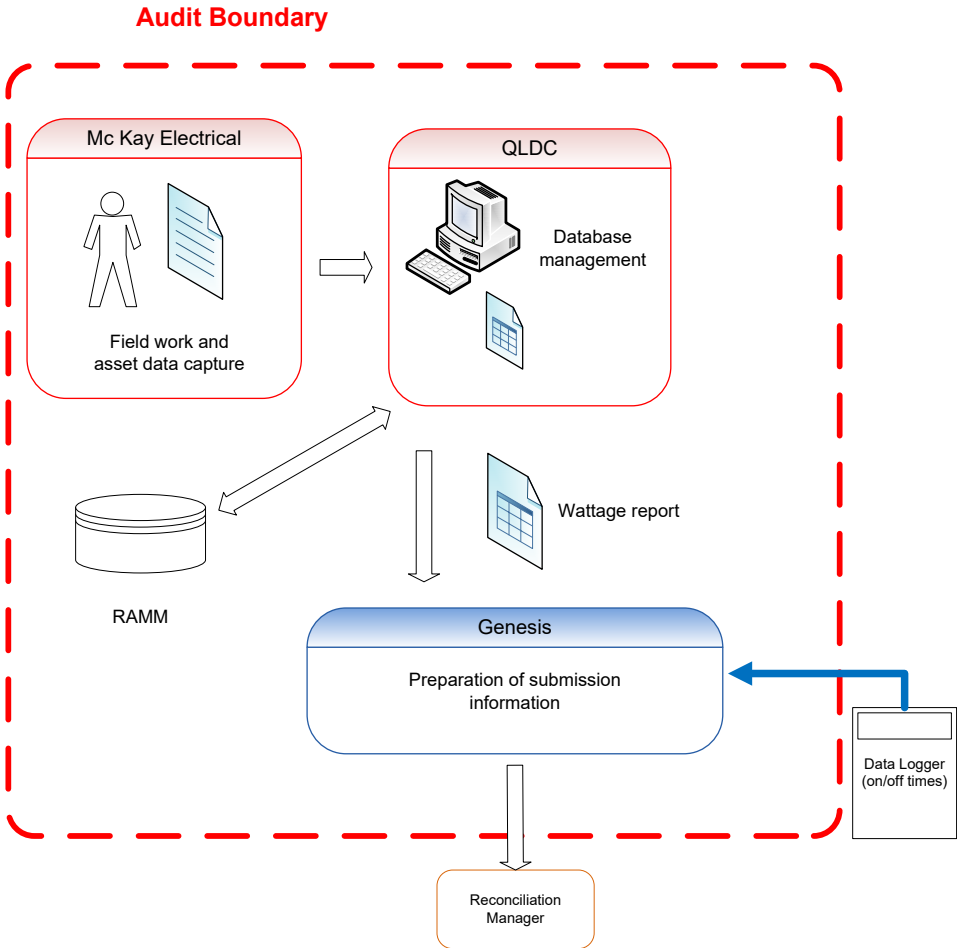 Audit Boundary
Mc Kay Electrical
Field work and
asset data capture
QLDC
Database
management
RAMM
Wattage report
Genesis
Preparation of submission
information
Data Logger
(on/off times)
Reconciliation
Manager